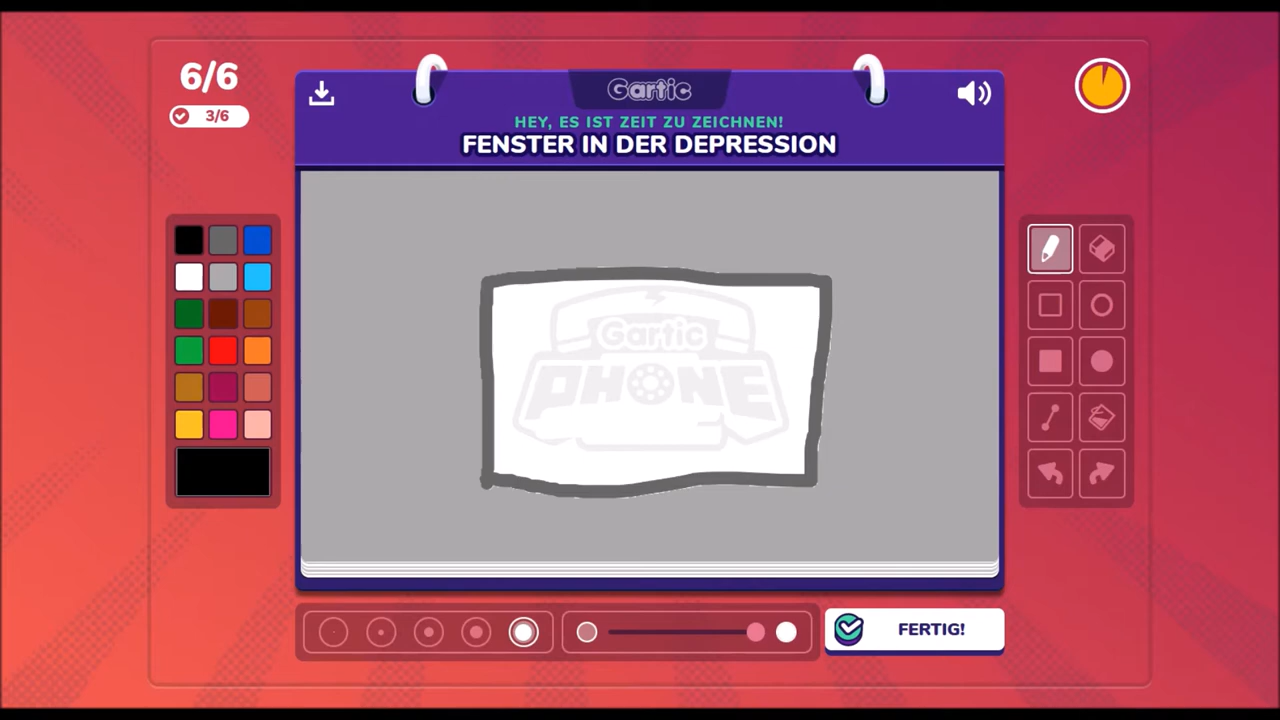 6/6
3/6
Gartic
HEY, ES IST ZEIT ZU ZEICHNEN!
FENSTER IN DER DEPRESSION
Gartic
PHONE
FERTIG!